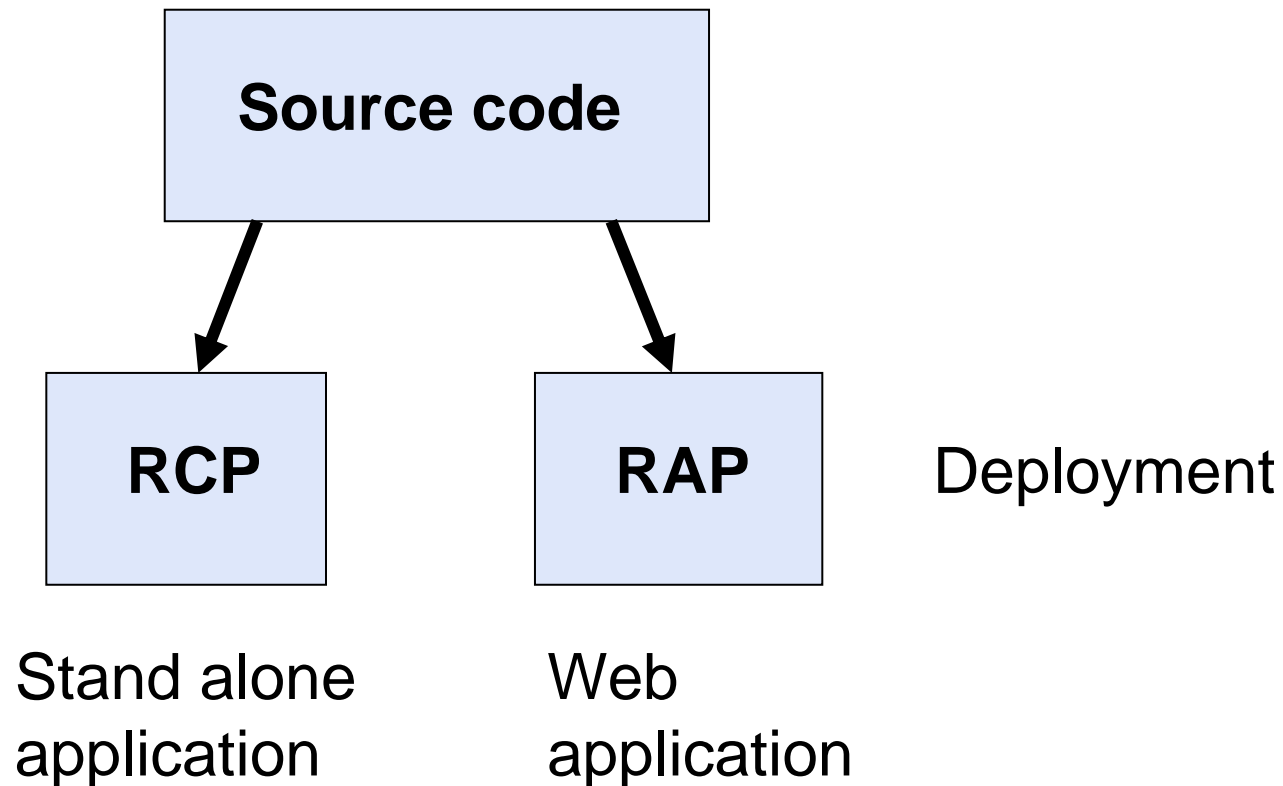 Source code
RCP
RAP
Deployment
Stand alone
application
Web
application